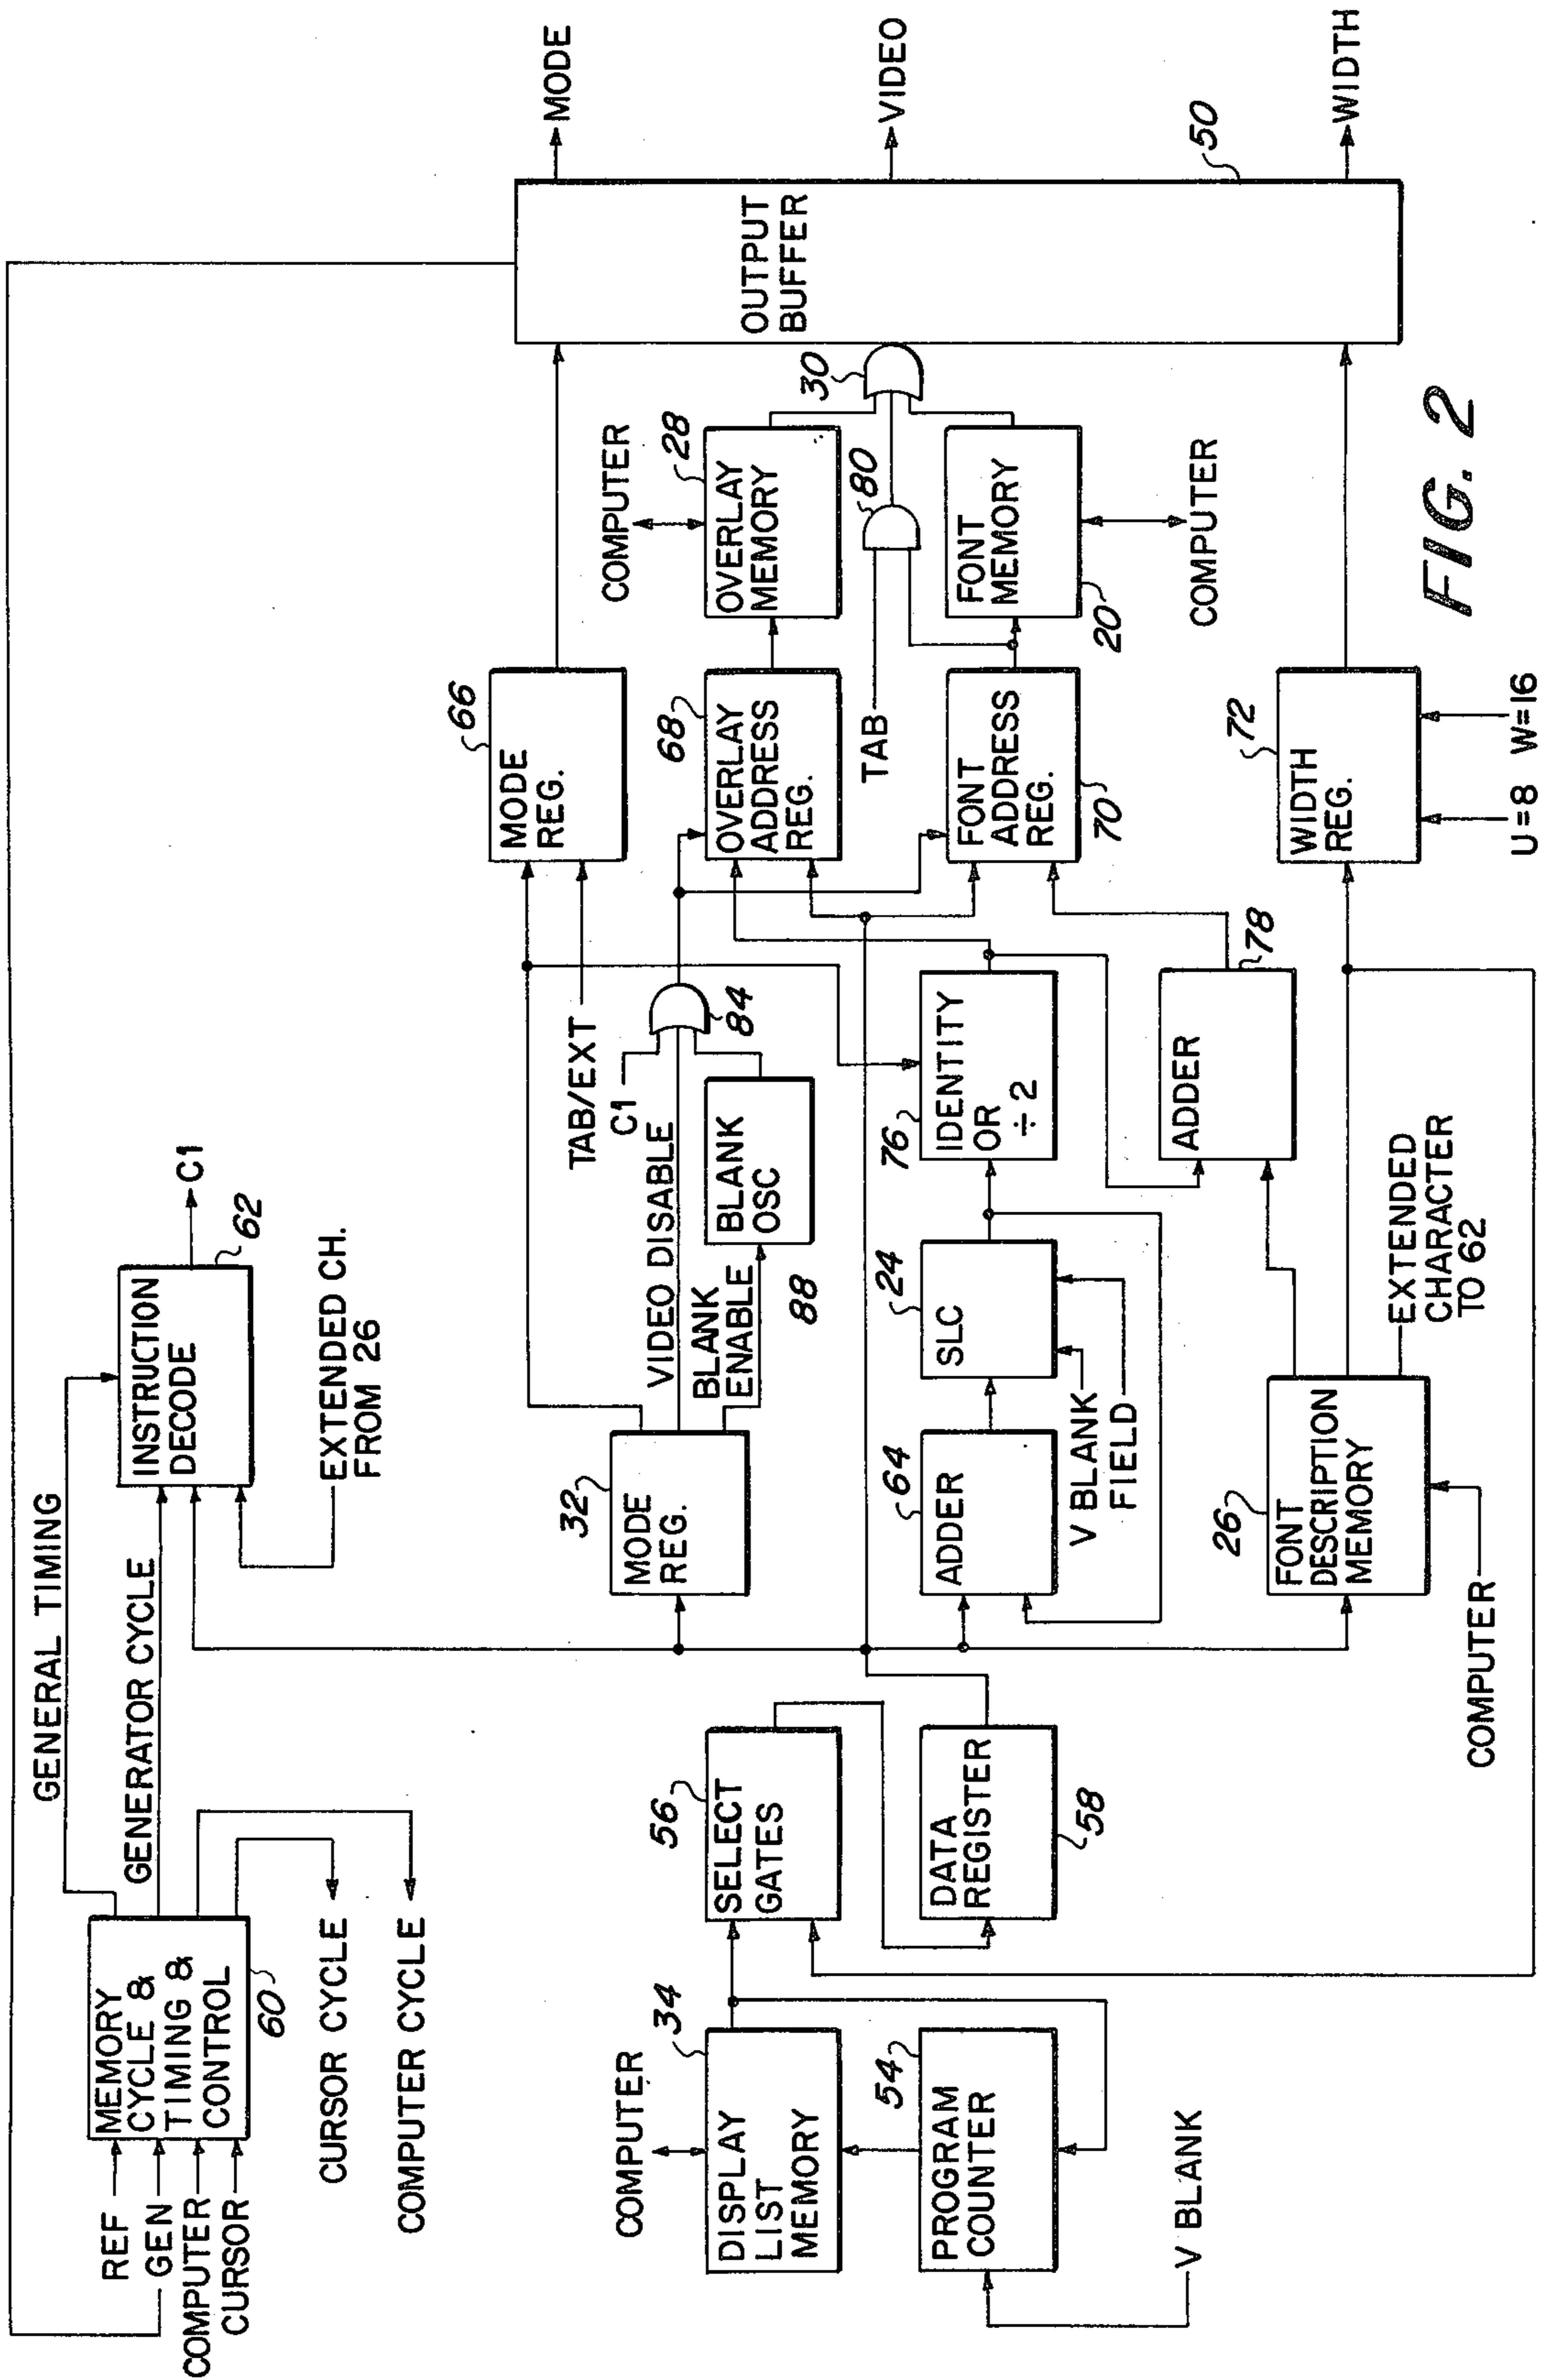 GENERAL TIMING
GENERATOR CYCLE
REF
GEN
COMPUTER
CURSOR
MEMORY
CYCLE &
TIMING &
CONTROL
60
CURSOR CYCLE
COMPUTER CYCLE
INSTRUCTION
DECODE
62
C1
EXTENDED CH.
FROM 26
COMPUTER
DISPLAY
LIST
MEMORY
34
PROGRAM
COUNTER
54
V BLANK
SELECT
GATES
56
DATA
REGISTER
58
MODE
REG.
32
VIDEO DISABLE
BLANK
ENABLE
BLANK
OSC
88
C1
84
TAB/EXT
ADDER
64
SLC
24
V BLANK
FIELD
IDENTITY
OR
÷ 2
76
FONT
DESCRIPTION
MEMORY
26
COMPUTER
EXTENDED
CHARACTER
TO 62
ADDER
78
MODE
REG.
66
OVERLAY
ADDRESS
REG.
68
FONT
ADDRESS
REG.
70
WIDTH
REG.
72
U=8 W=16
COMPUTER
OVERLAY
MEMORY
28
TAB
80
FONT
MEMORY
20
COMPUTER
30
OUTPUT
BUFFER
50
MODE
VIDEO
WIDTH
FIG. 2